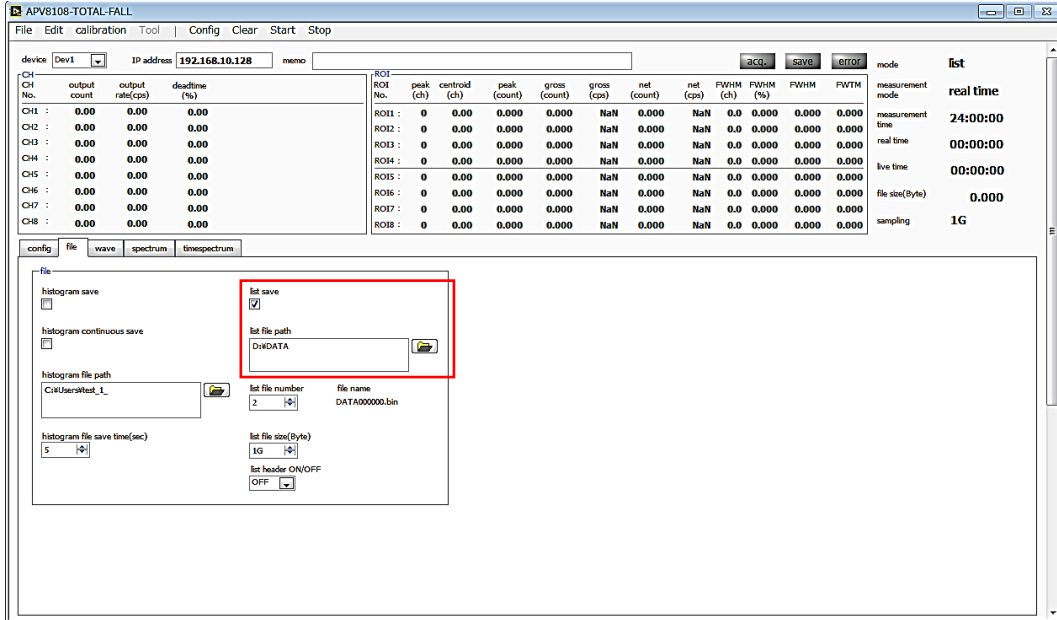 APV8108-TOTAL-FALL
File Edit calibration Tool Config Clear Start Stop
device Dev1 IP address 192.168.10.128 memo acq. save error mode list
CH ROI
CH No. output count output rate(cps) deadtime (%) ROI No. peak (ch) centroid (ch) peak (count) gross (count) gross (cps) net (count) net (cps) FWHM (ch) FWHM (%) FWHM FWTM measurement mode real time
CH1 : 0.00 0.00 0.00 ROI1 : 0 0.00 0.000 0.000 NaN 0.000 NaN 0.0 0.000 0.000 0.000 measurement time 24:00:00
CH2 : 0.00 0.00 0.00 ROI2 : 0 0.00 0.000 0.000 NaN 0.000 NaN 0.0 0.000 0.000 0.000
CH3 : 0.00 0.00 0.00 ROI3 : 0 0.00 0.000 0.000 NaN 0.000 NaN 0.0 0.000 0.000 0.000 real time 00:00:00
CH4 : 0.00 0.00 0.00 ROI4 : 0 0.00 0.000 0.000 NaN 0.000 NaN 0.0 0.000 0.000 0.000
CH5 : 0.00 0.00 0.00 ROI5 : 0 0.00 0.000 0.000 NaN 0.000 NaN 0.0 0.000 0.000 0.000 live time 00:00:00
CH6 : 0.00 0.00 0.00 ROI6 : 0 0.00 0.000 0.000 NaN 0.000 NaN 0.0 0.000 0.000 0.000 file size(Byte) 0.000
CH7 : 0.00 0.00 0.00 ROI7 : 0 0.00 0.000 0.000 NaN 0.000 NaN 0.0 0.000 0.000 0.000
CH8 : 0.00 0.00 0.00 ROI8 : 0 0.00 0.000 0.000 NaN 0.000 NaN 0.0 0.000 0.000 0.000 sampling 1G
config file wave spectrum timespectrum
file
histogram save list save
histogram continuous save list file path
D:¥DATA
histogram file path
C:¥Users¥test_1_ list file number file name
2 DATA000000.bin
histogram file save time(sec) list file size(Byte)
5 1G
list header ON/OFF
OFF